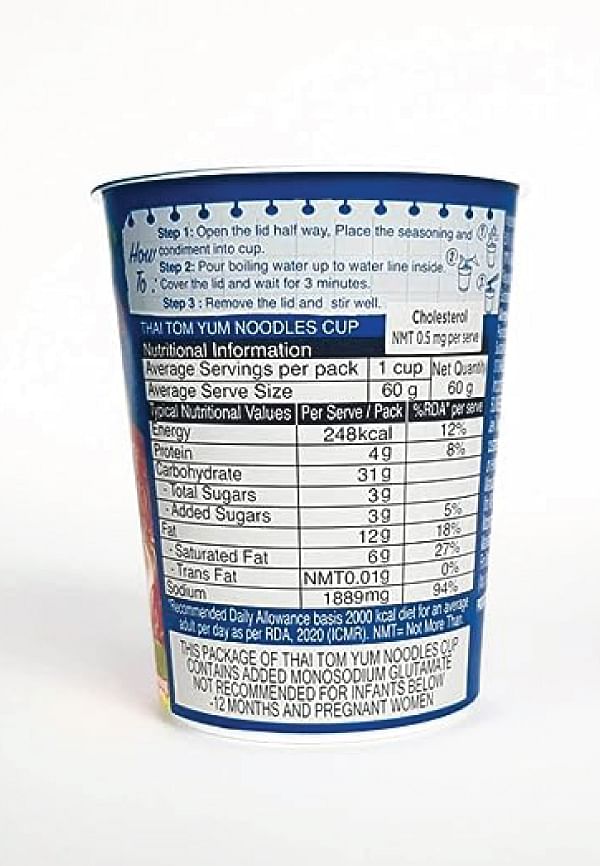 How
To :
Step 1: Open the lid half way, Place the seasoning and
condiment into cup.
Step 2: Pour boiling water up to water line inside.
Cover the lid and wait for 3 minutes.
Step 3 : Remove the lid and stir well.
1
2
3
THAI TOM YUM NOODLES CUP
Cholesterol
NMT 0.5 mg per serve
Nutritional Information
Average Servings per pack 1 cup Net Quantity
Average Serve Size 60 g 60 g
Typical Nutritional Values Per Serve / Pack %RDA* per serve
Energy 248kcal 12%
Protein 4g 8%
Carbohydrate 31g
- Total Sugars 3g
- Added Sugars 3g 5%
Fat 12g 18%
- Saturated Fat 6g 27%
- Trans Fat NMT0.01g 0%
Sodium 1889mg 94%
Recommended Daily Allowance basis 2000 kcal diet for an average
adult per day as per RDA, 2020 (ICMR). NMT= Not More Than.
THIS PACKAGE OF THAI TOM YUM NOODLES CUP
CONTAINS ADDED MONOSODIUM GLUTAMATE
NOT RECOMMENDED FOR INFANTS BELOW
-12 MONTHS AND PREGNANT WOMEN